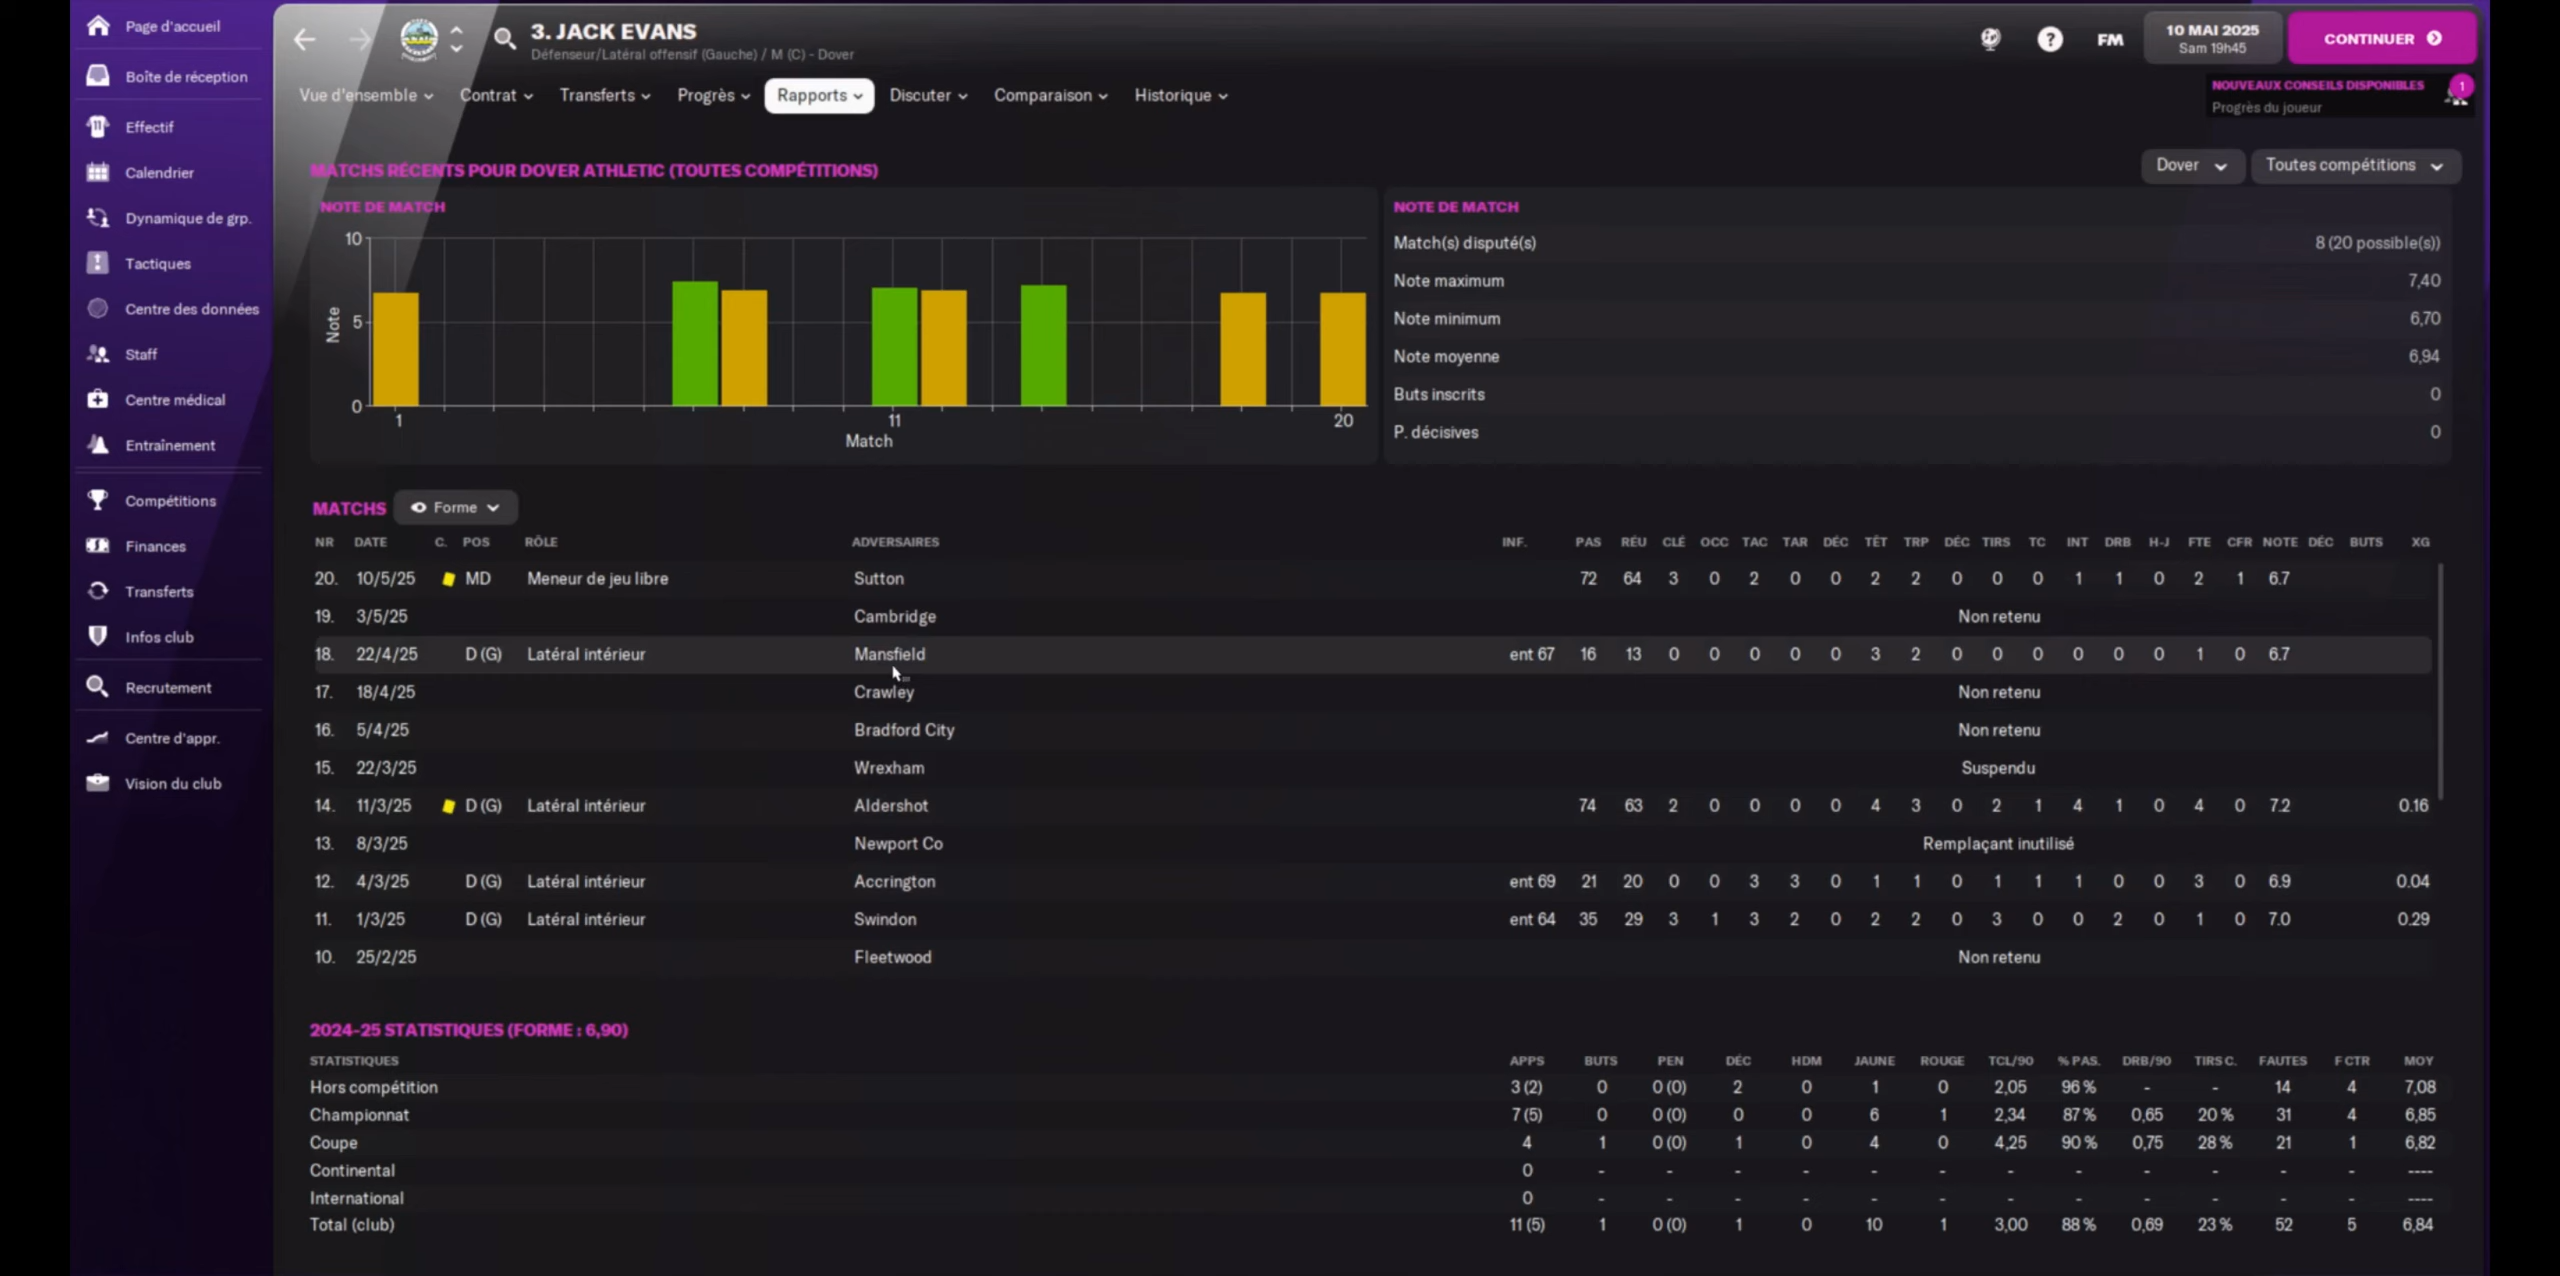 Page d'accueil
Boîte de réception
Effectif
Calendrier
Dynamique de grp.
Tactiques
Centre des données
Staff
Centre médical
Entraînement
Compétitions
Finances
Transferts
Infos club
Recrutement
Centre d'appr.
Vision du club
3. JACK EVANS
Défenseur/Latéral offensif (Gauche) / M (C) - Dover
FM
10 MAI 2025
Sam 19h45
CONTINUER
Vue d'ensemble Contrat Transferts Progrès Rapports Discuter Comparaison Historique
NOUVEAUX CONSEILS DISPONIBLES 1
Progrès du joueur
MATCHS RÉCENTS POUR DOVER ATHLETIC (TOUTES COMPÉTITIONS)
Dover Toutes compétitions
NOTE DE MATCH
10
5
0
Note
1 11 20
Match
NOTE DE MATCH
Match(s) disputé(s) 8 (20 possible(s))
Note maximum 7,40
Note minimum 6,70
Note moyenne 6,94
Buts inscrits 0
P. décisives 0
MATCHS Forme
NR DATE C. POS RÔLE ADVERSAIRES INF. PAS RÉU CLÉ OCC TAC TAR DÉC TÊT TRP DÉC TIRS TC INT DRB H-J FTE CFR NOTE DÉC BUTS XG
20. 10/5/25 MD Meneur de jeu libre Sutton 72 64 3 0 2 0 0 2 2 0 0 0 1 1 0 2 1 6.7
19. 3/5/25 Cambridge Non retenu
18. 22/4/25 D (G) Latéral intérieur Mansfield ent 67 16 13 0 0 0 0 0 3 2 0 0 0 0 0 0 1 0 6.7
17. 18/4/25 Crawley Non retenu
16. 5/4/25 Bradford City Non retenu
15. 22/3/25 Wrexham Suspendu
14. 11/3/25 D (G) Latéral intérieur Aldershot 74 63 2 0 0 0 0 4 3 0 2 1 4 1 0 4 0 7.2 0.16
13. 8/3/25 Newport Co Remplaçant inutilisé
12. 4/3/25 D (G) Latéral intérieur Accrington ent 69 21 20 0 0 3 3 0 1 1 0 1 1 1 0 0 3 0 6.9 0.04
11. 1/3/25 D (G) Latéral intérieur Swindon ent 64 35 29 3 1 3 2 0 2 2 0 3 0 0 2 0 1 0 7.0 0.29
10. 25/2/25 Fleetwood Non retenu
2024-25 STATISTIQUES (FORME : 6,90)
STATISTIQUES APPS BUTS PEN DÉC HDM JAUNE ROUGE TCL/90 % PAS. DRB/90 TIRS C. FAUTES F CTR MOY
Hors compétition 3 (2) 0 0 (0) 2 0 1 0 2,05 96 % - - 14 4 7,08
Championnat 7 (5) 0 0 (0) 0 0 6 1 2,34 87 % 0,65 20 % 31 4 6,85
Coupe 4 1 0 (0) 1 0 4 0 4,25 90 % 0,75 28 % 21 1 6,82
Continental 0 - - - - - - - - - - - - ----
International 0 - - - - - - - - - - - - ----
Total (club) 11 (5) 1 0 (0) 1 0 10 1 3,00 88 % 0,69 23 % 52 5 6,84